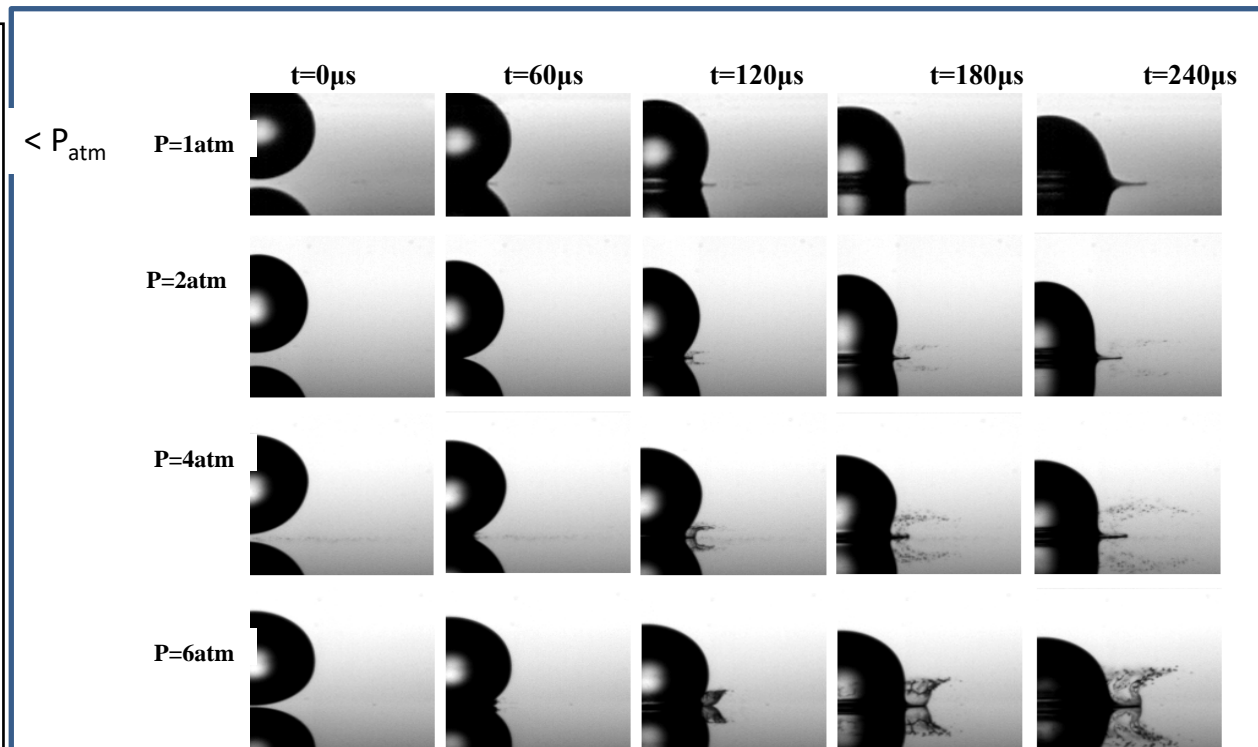 t=0μs t=60μs t=120μs t=180μs t=240μs
< Patm P=1atm
P=2atm
P=4atm
P=6atm